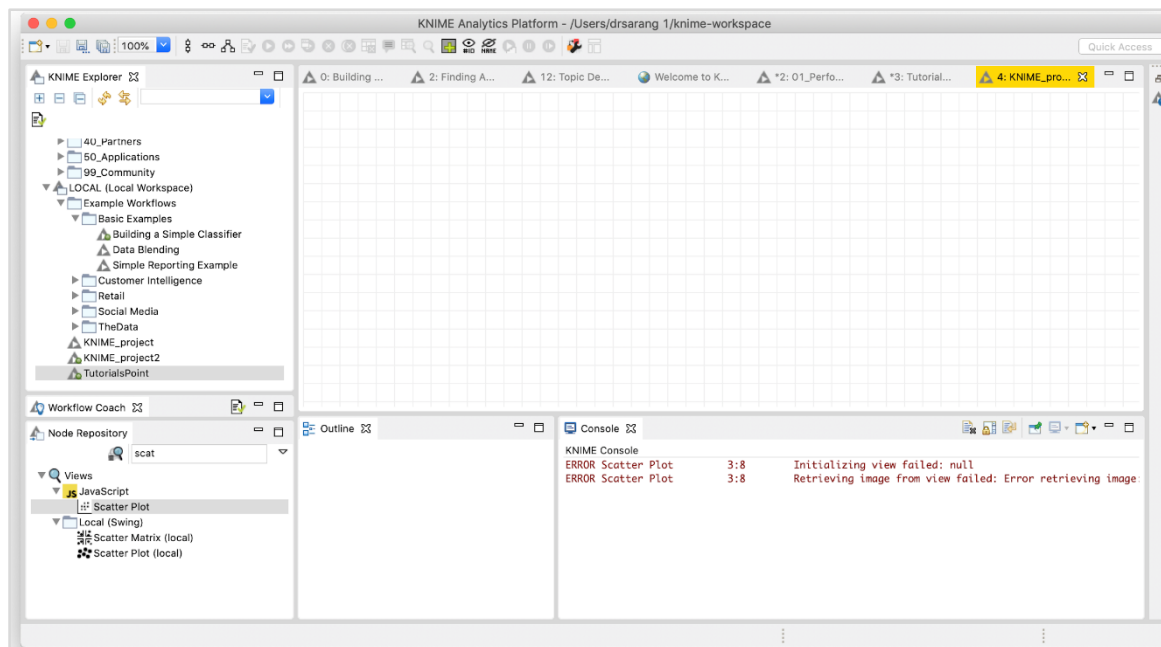 KNIME Analytics Platform - /Users/drsarang 1/knime-workspace
100%
Quick Access
KNIME Explorer
0: Building ...
2: Finding A...
12: Topic De...
Welcome to K...
*2: 01_Perfo...
*3: Tutorial...
4: KNIME_pro...
40_Partners
50_Applications
99_Community
LOCAL (Local Workspace)
Example Workflows
Basic Examples
Building a Simple Classifier
Data Blending
Simple Reporting Example
Customer Intelligence
Retail
Social Media
TheData
KNIME_project
KNIME_project2
TutorialsPoint
Workflow Coach
Node Repository
scat
Views
JS JavaScript
Scatter Plot
Local (Swing)
Scatter Matrix (local)
Scatter Plot (local)
Outline
Console
KNIME Console
ERROR Scatter Plot 3:8 Initializing view failed: null
ERROR Scatter Plot 3:8 Retrieving image from view failed: Error retrieving image